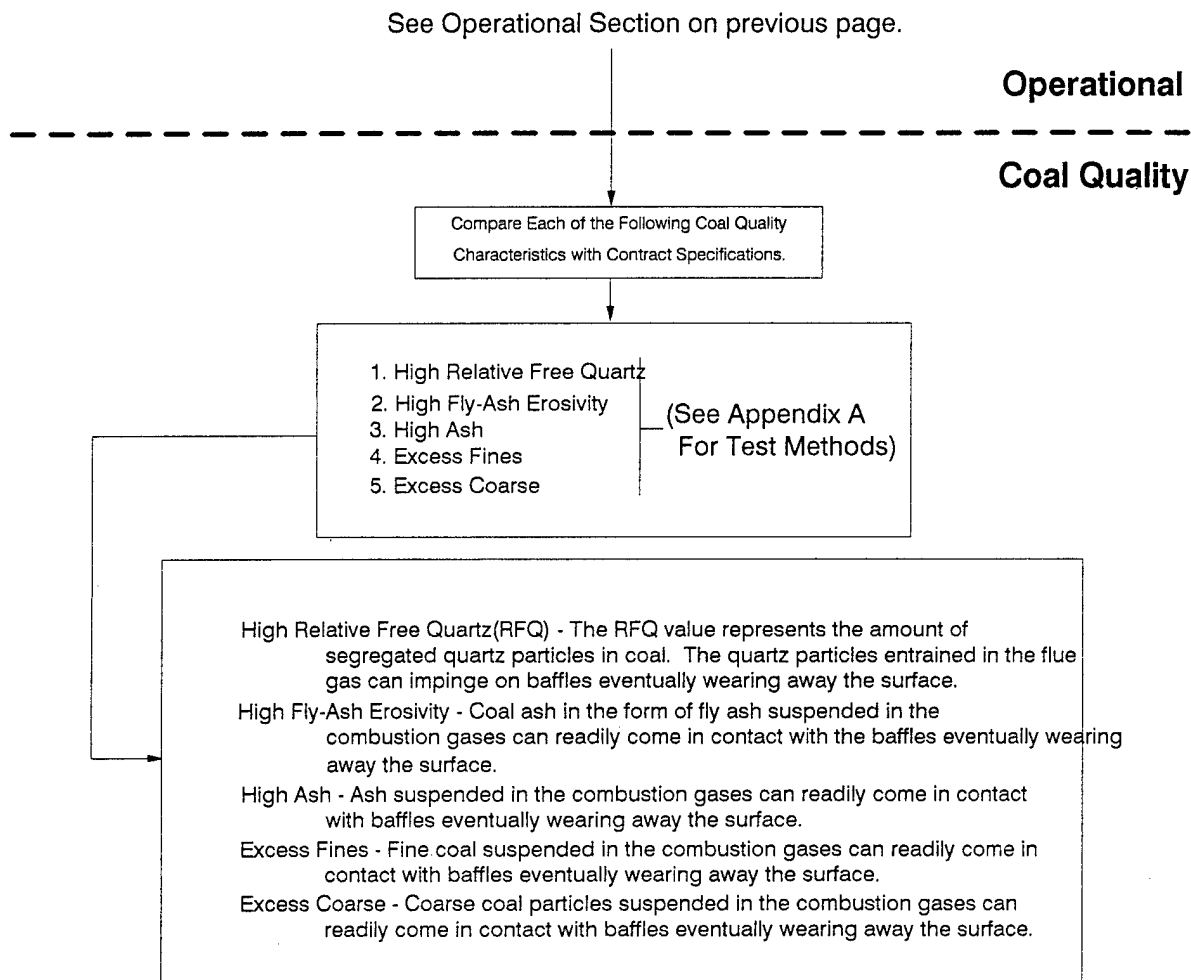 See Operational Section on previous page.
Operational
Coal Quality
Compare Each of the Following Coal Quality
Characteristics with Contract Specifications.
1. High Relative Free Quartz
2. High Fly-Ash Erosivity
3. High Ash
4. Excess Fines
5. Excess Coarse
(See Appendix A
For Test Methods)
High Relative Free Quartz(RFQ) - The RFQ value represents the amount of
segregated quartz particles in coal. The quartz particles entrained in the flue
gas can impinge on baffles eventually wearing away the surface.
High Fly-Ash Erosivity - Coal ash in the form of fly ash suspended in the
combustion gases can readily come in contact with the baffles eventually wearing
away the surface.
High Ash - Ash suspended in the combustion gases can readily come in contact
with baffles eventually wearing away the surface.
Excess Fines - Fine coal suspended in the combustion gases can readily come in
contact with baffles eventually wearing away the surface.
Excess Coarse - Coarse coal particles suspended in the combustion gases can
readily come in contact with baffles eventually wearing away the surface.